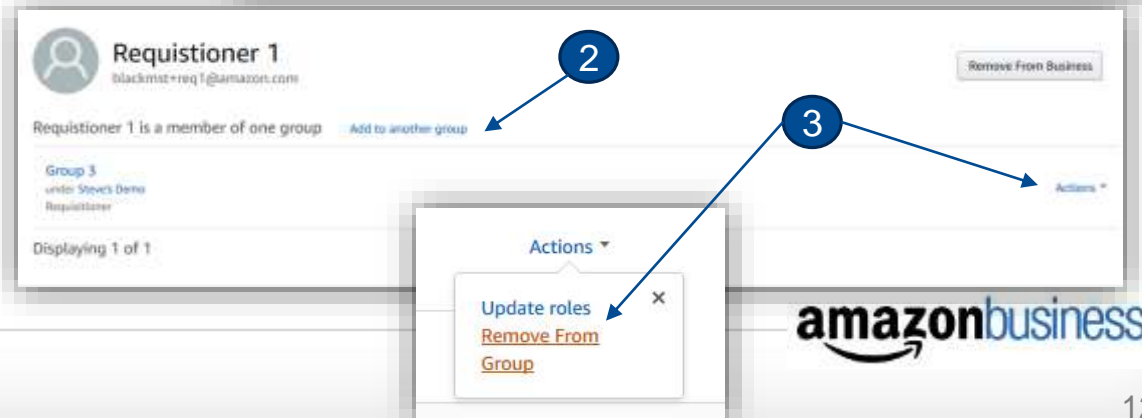 Requistioner 1
blackmst+req1@amazon.com
Remove From Business
2
Requistioner 1 is a member of one group Add to another group
3
Group 3
under Steve's Demo
Requisitioner
Actions
Displaying 1 of 1
Actions
Update roles ×
Remove From
Group
amazonbusiness